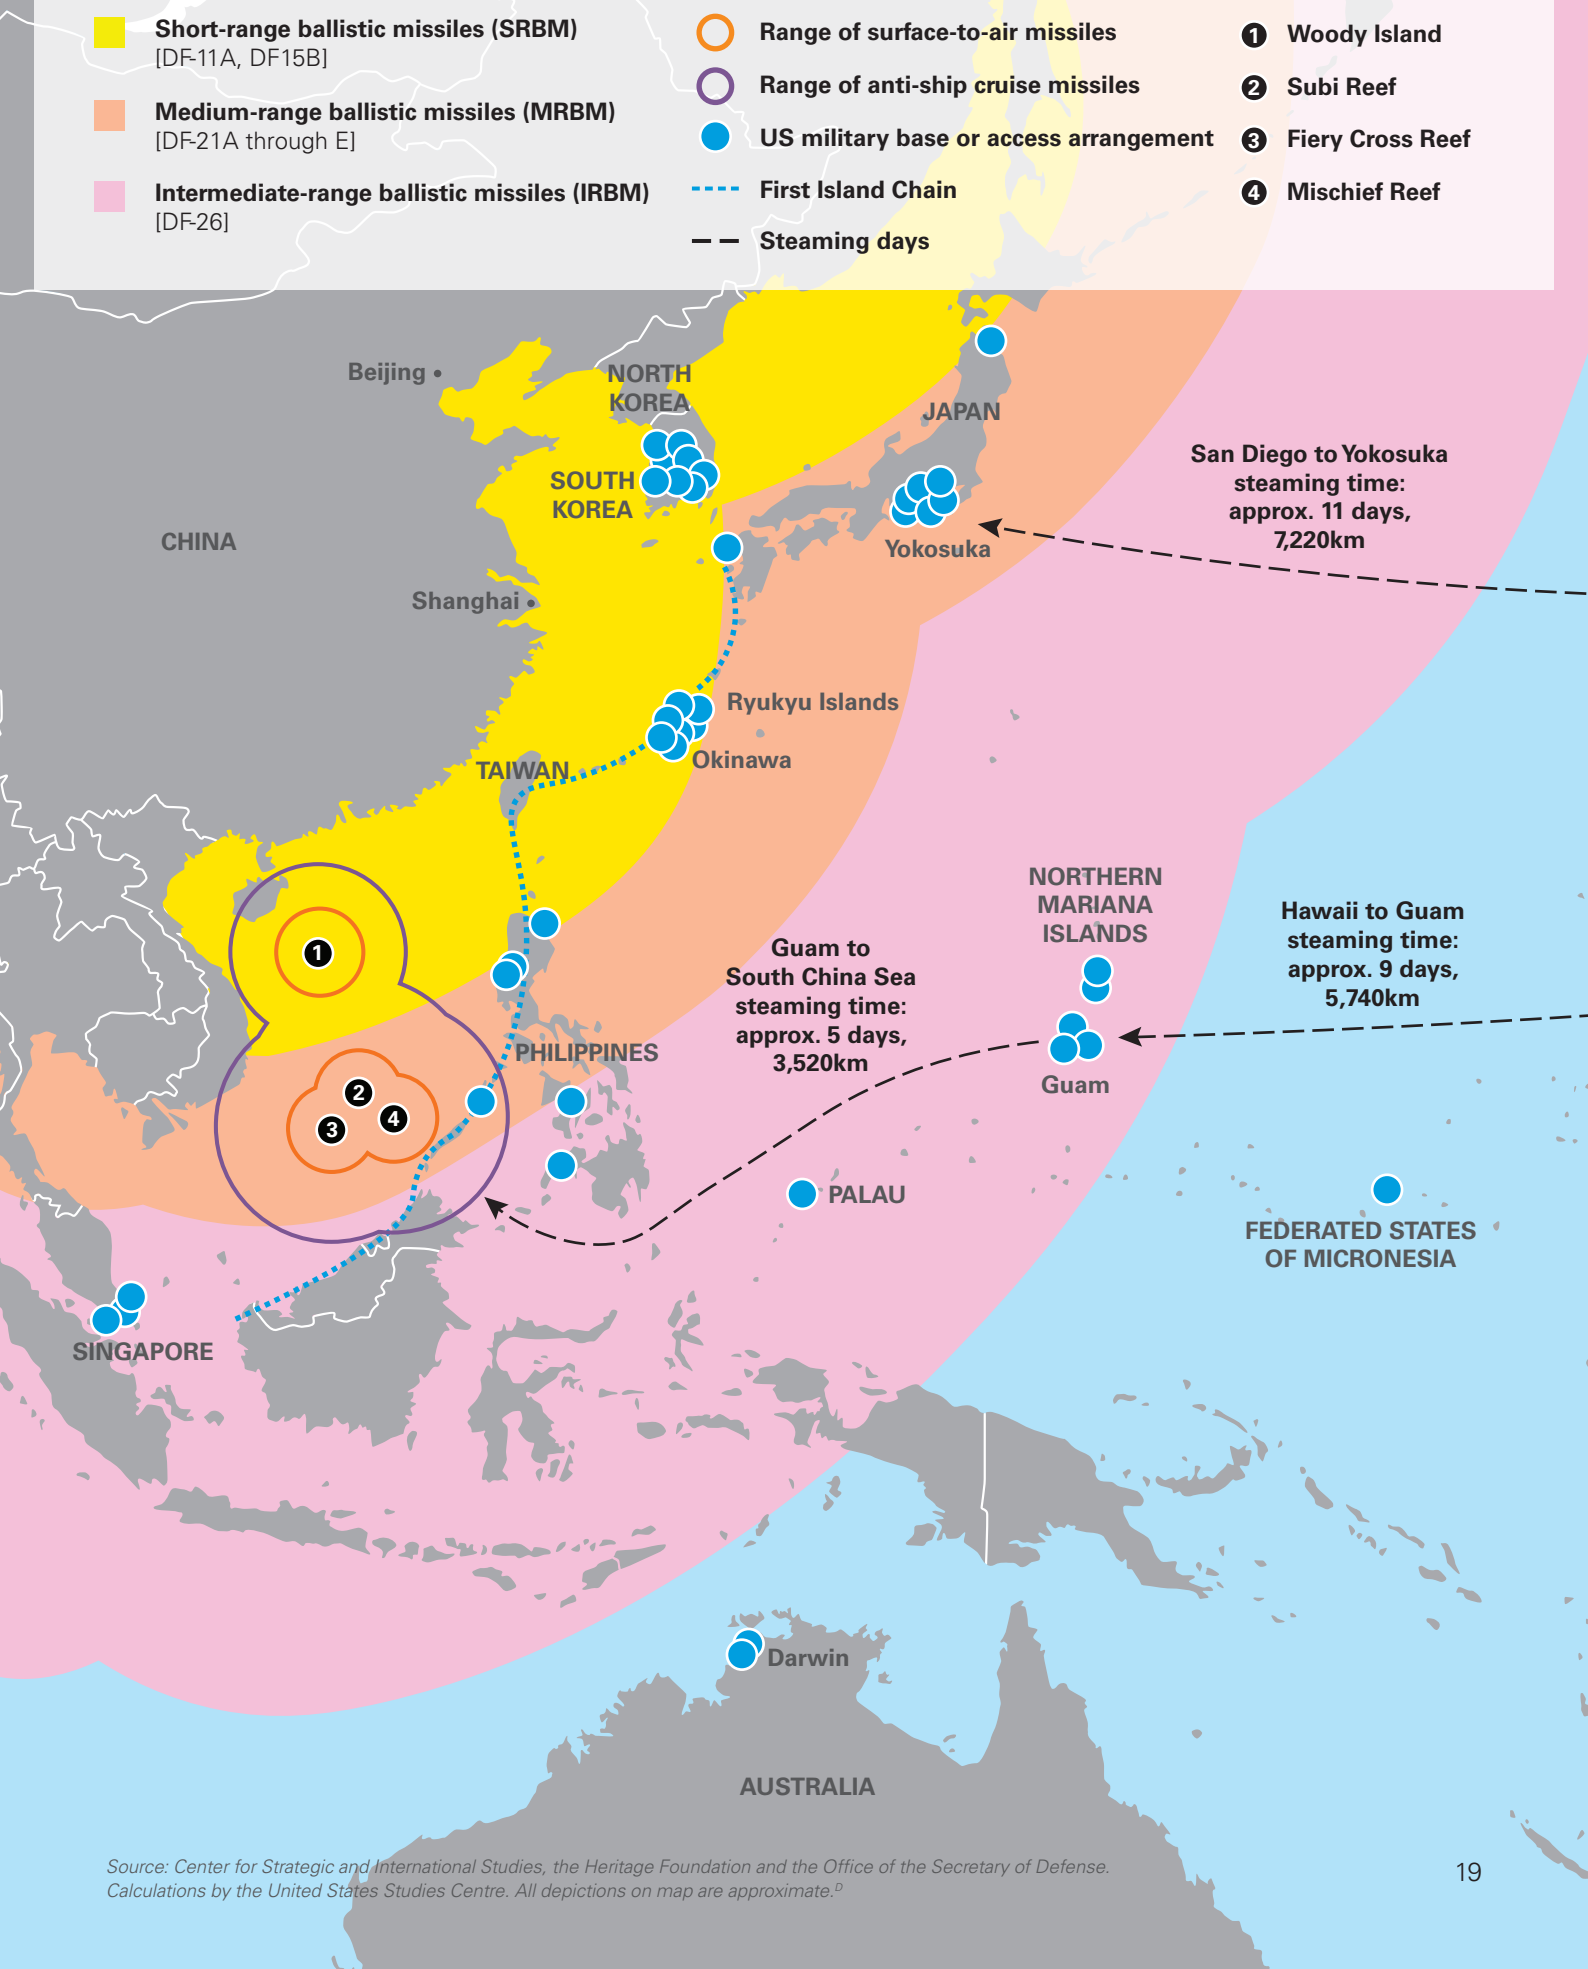 Short-range ballistic missiles (SRBM)
[DF-11A, DF15B]
Medium-range ballistic missiles (MRBM)
[DF-21A through E]
Intermediate-range ballistic missiles (IRBM)
[DF-26]
Range of surface-to-air missiles
Range of anti-ship cruise missiles
US military base or access arrangement
First Island Chain
Steaming days
1 Woody Island
2 Subi Reef
3 Fiery Cross Reef
4 Mischief Reef
Beijing
NORTH
KOREA
JAPAN
SOUTH
KOREA
San Diego to Yokosuka
steaming time:
approx. 11 days,
7,220km
CHINA
Yokosuka
Shanghai
Ryukyu Islands
Okinawa
TAIWAN
NORTHERN
MARIANA
ISLANDS
Hawaii to Guam
steaming time:
approx. 9 days,
5,740km
Guam to
South China Sea
steaming time:
approx. 5 days,
3,520km
1
PHILIPPINES
Guam
2
3
4
PALAU
FEDERATED STATES
OF MICRONESIA
SINGAPORE
Darwin
AUSTRALIA
Source: Center for Strategic and International Studies, the Heritage Foundation and the Office of the Secretary of Defense.
Calculations by the United States Studies Centre. All depictions on map are approximate.D
19